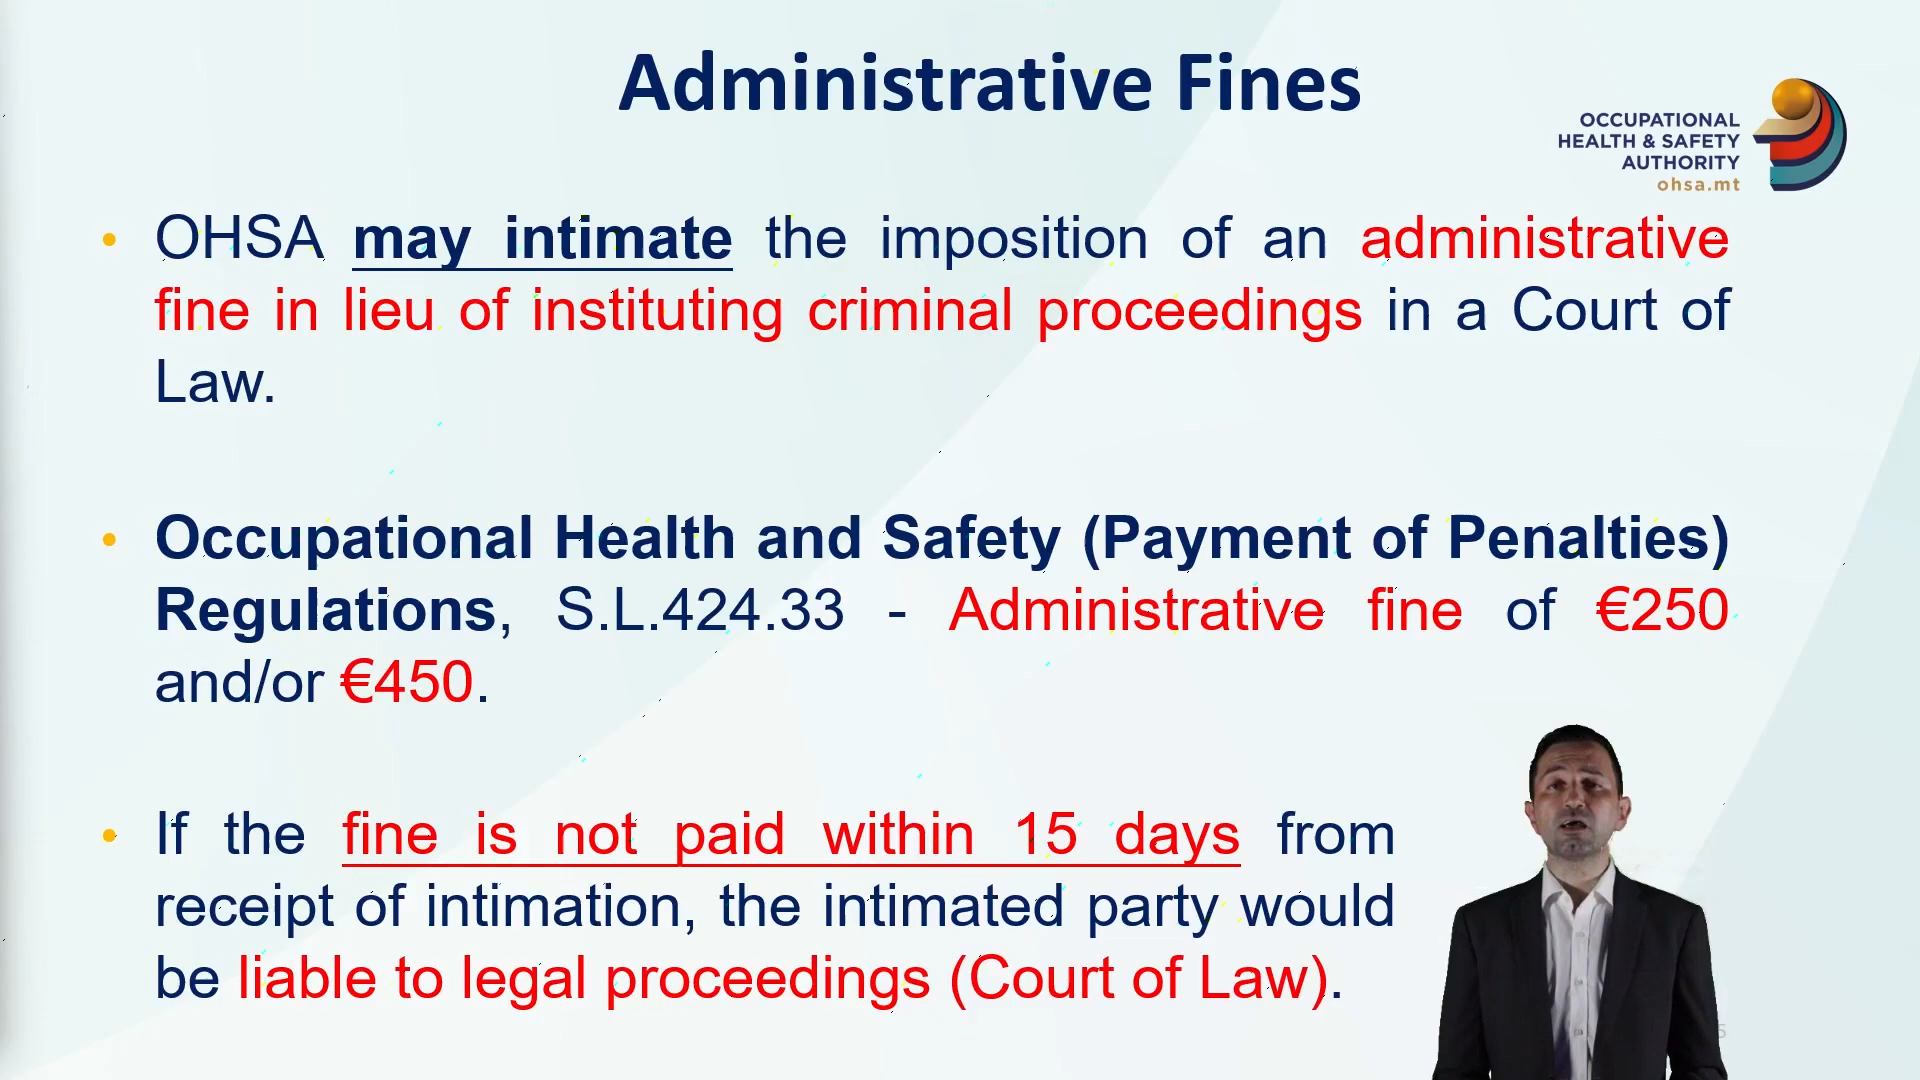 Administrative Fines
OCCUPATIONAL
HEALTH & SAFETY
AUTHORITY
ohsa.mt
• OHSA may intimate the imposition of an administrative
fine in lieu of instituting criminal proceedings in a Court of
Law.
• Occupational Health and Safety (Payment of Penalties)
Regulations, S.L.424.33 - Administrative fine of €250
and/or €450.
• If the fine is not paid within 15 days from
receipt of intimation, the intimated party would
be liable to legal proceedings (Court of Law).